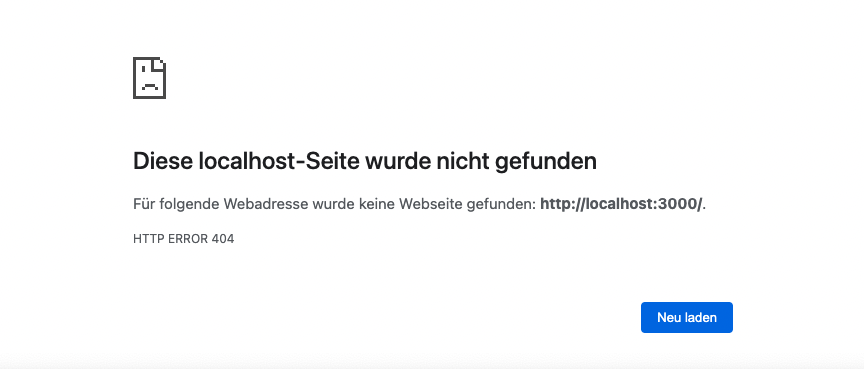 Diese localhost-Seite wurde nicht gefunden
Für folgende Webadresse wurde keine Webseite gefunden: http://localhost:3000/.
HTTP ERROR 404
Neu laden